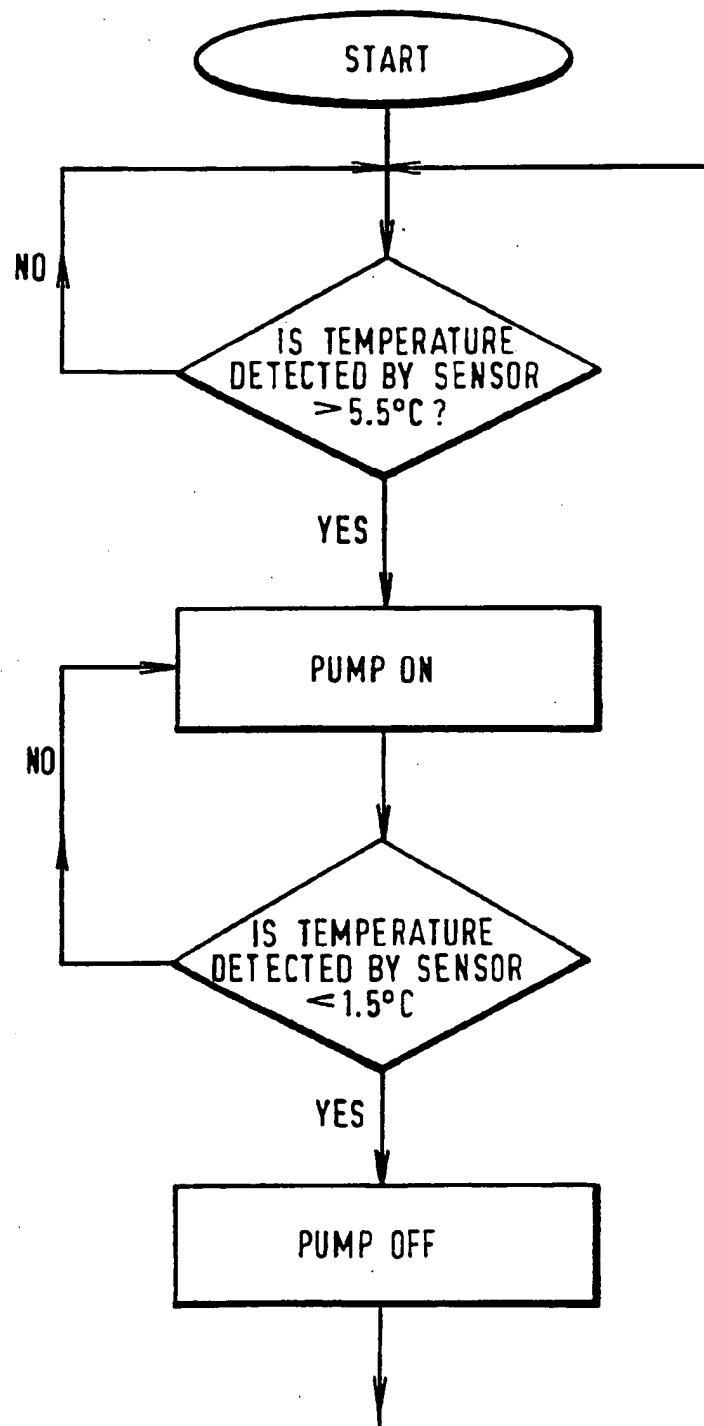 START
NO
IS TEMPERATURE
DETECTED BY SENSOR
>5.5°C?
YES
PUMP ON
NO
IS TEMPERATURE
DETECTED BY SENSOR
<1.5°C
YES
PUMP OFF